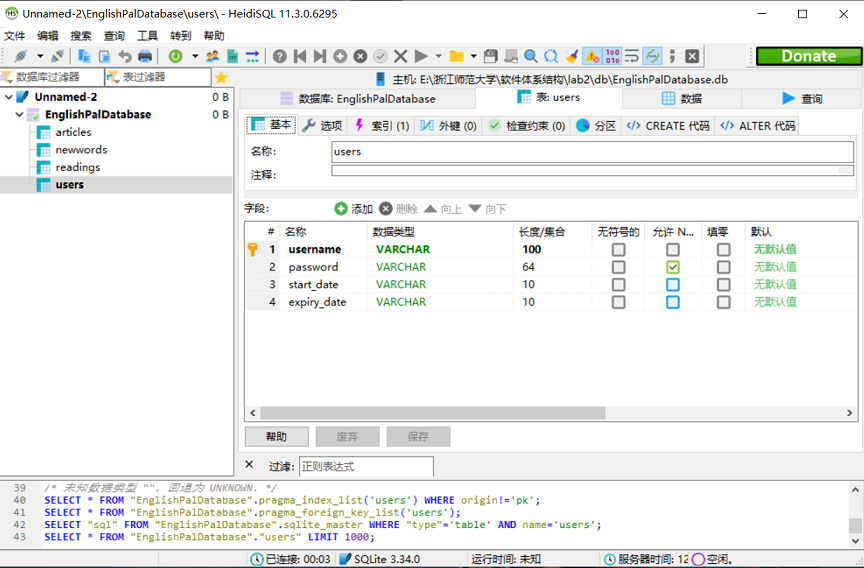 Unnamed-2\EnglishPalDatabase\users\ - HeidiSQL 11.3.0.6295
文件 编辑 搜索 查询 工具 转到 帮助
Donate
数据库过滤器 表过滤器
主机: E:\浙江师范大学\软件体系结构\lab2\db\EnglishPalDatabase.db
Unnamed-2 0 B
EnglishPalDatabase 0 B
articles
newwords
readings
users
数据库: EnglishPalDatabase 表: users 数据 查询
基本 选项 索引 (1) 外键 (0) 检查约束 (0) 分区 CREATE 代码 ALTER 代码
名称: users
注释:
字段: 添加 删除 向上 向下
# 名称 数据类型 长度/集合 无符号的 允许 N... 填零 默认
1 username VARCHAR 100 无默认值
2 password VARCHAR 64 无默认值
3 start_date VARCHAR 10 无默认值
4 expiry_date VARCHAR 10 无默认值
帮助 废弃 保存
过滤: 正则表达式
39 /* 未知数据类型 "". 回退为 UNKNOWN. */
40 SELECT * FROM "EnglishPalDatabase".pragma_index_list('users') WHERE origin!='pk';
41 SELECT * FROM "EnglishPalDatabase".pragma_foreign_key_list('users');
42 SELECT "sql" FROM "EnglishPalDatabase".sqlite_master WHERE "type"='table' AND name='users';
43 SELECT * FROM "EnglishPalDatabase"."users" LIMIT 1000;
已连接: 00:03 SQLite 3.34.0 运行时间: 未知 服务器时间: 12 空闲。